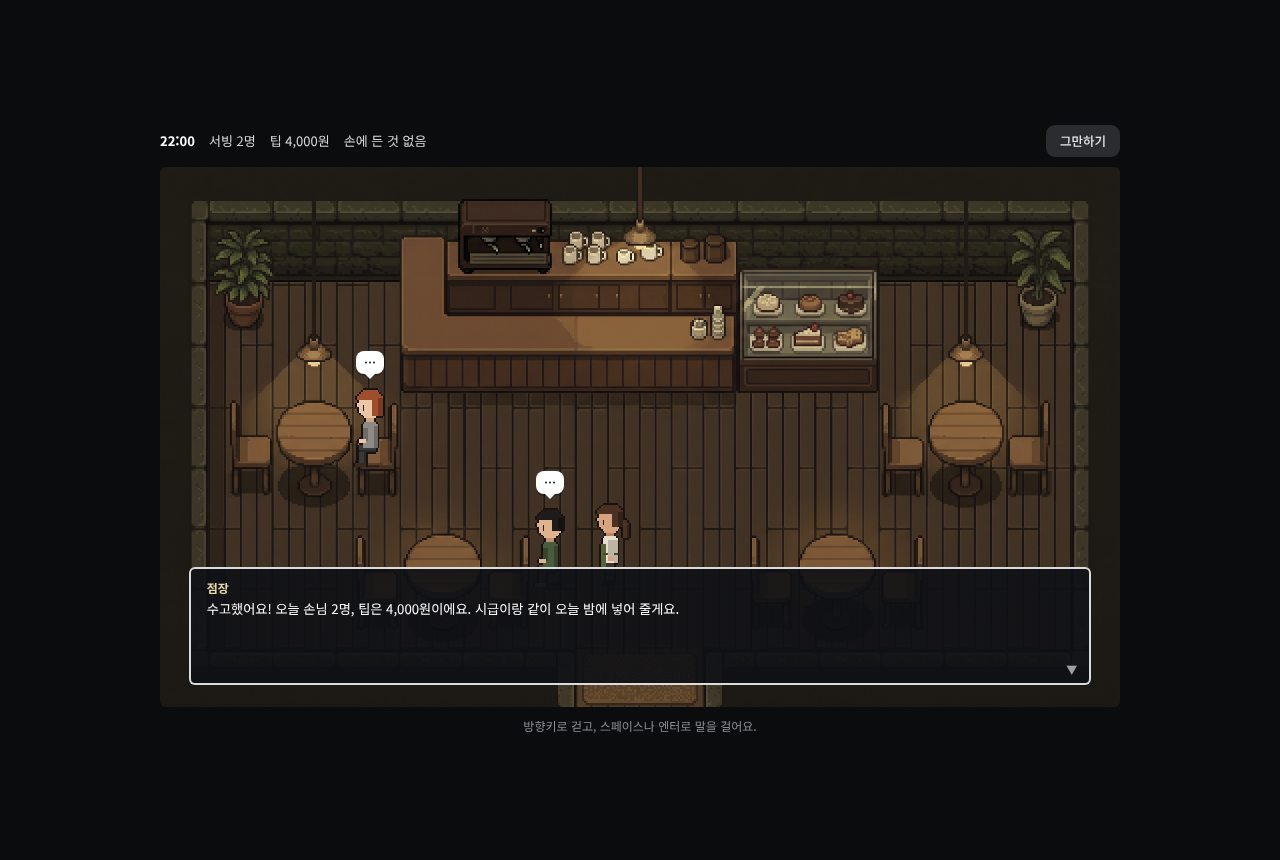 22:00 서빙 2명 팁 4,000원 손에 든 것 없음
그만하기
...
...
점장
수고했어요! 오늘 손님 2명, 팁은 4,000원이에요. 시급이랑 같이 오늘 밤에 넣어 줄게요.
▼
방향키로 걷고, 스페이스나 엔터로 말을 걸어요.